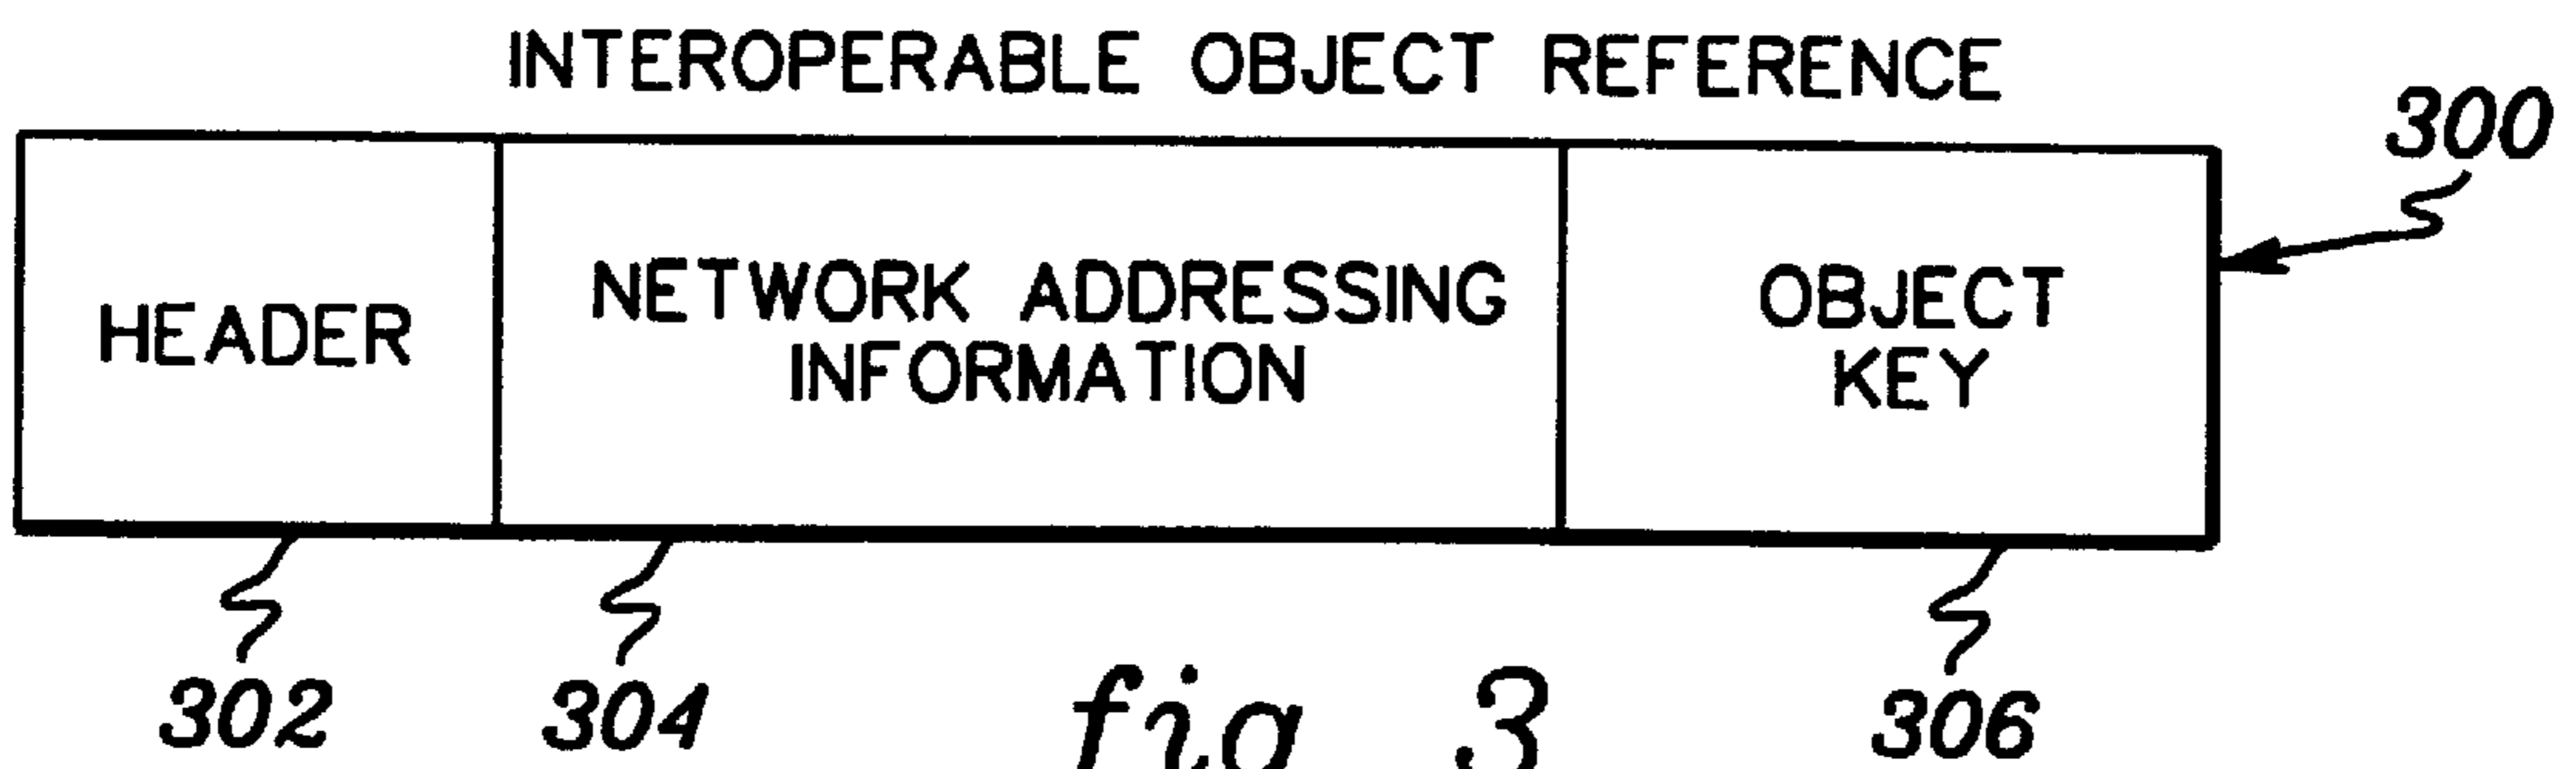 INTEROPERABLE OBJECT REFERENCE
300
HEADER
NETWORK ADDRESSING
INFORMATION
OBJECT
KEY
302
304
306
fig 3